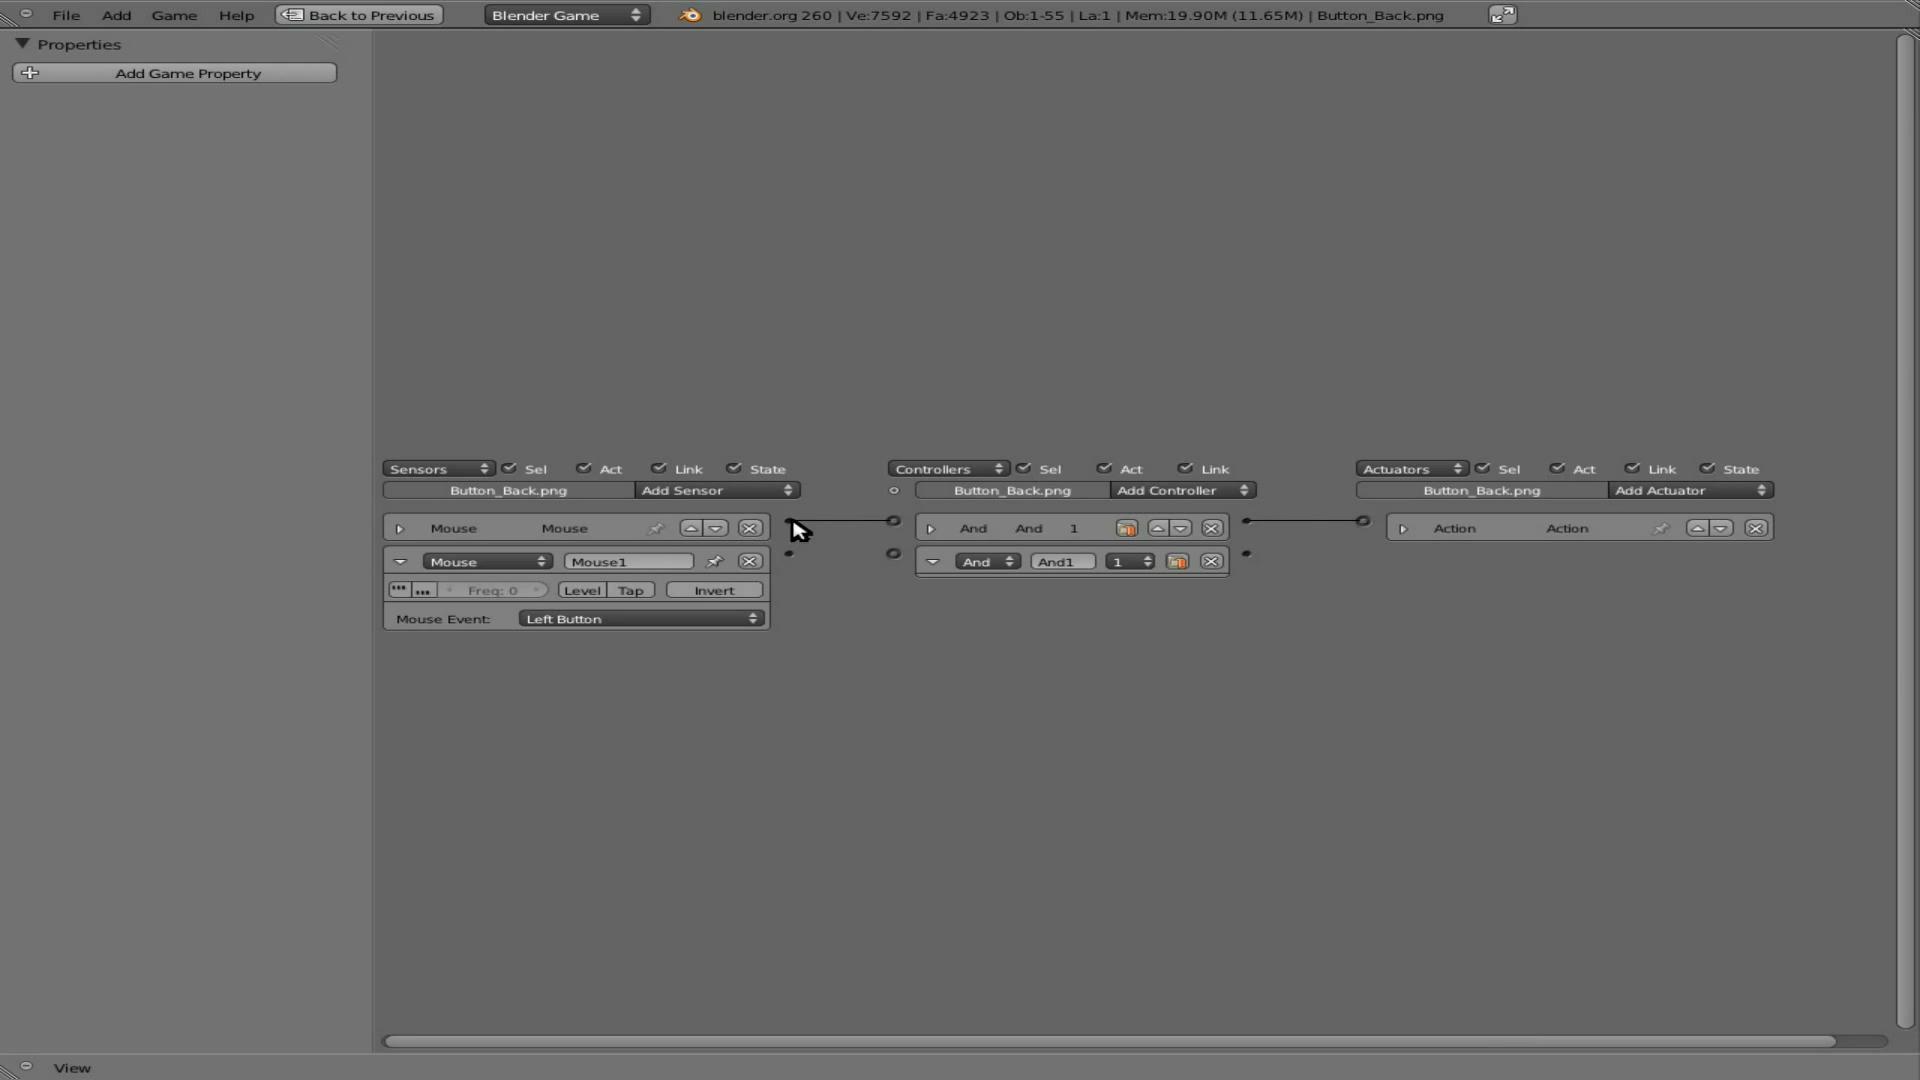 File Add Game Help Back to Previous Blender Game blender.org 260 | Ve:7592 | Fa:4923 | Ob:1-55 | La:1 | Mem:19.90M (11.65M) | Button_Back.png
Properties
Add Game Property
Sensors Sel Act Link State Controllers Sel Act Link Actuators Sel Act Link State
Button_Back.png Add Sensor Button_Back.png Add Controller Button_Back.png Add Actuator
Mouse Mouse And And 1 Action Action
Mouse Mouse1 And And1 1
Freq: 0 Level Tap Invert
Mouse Event: Left Button
View